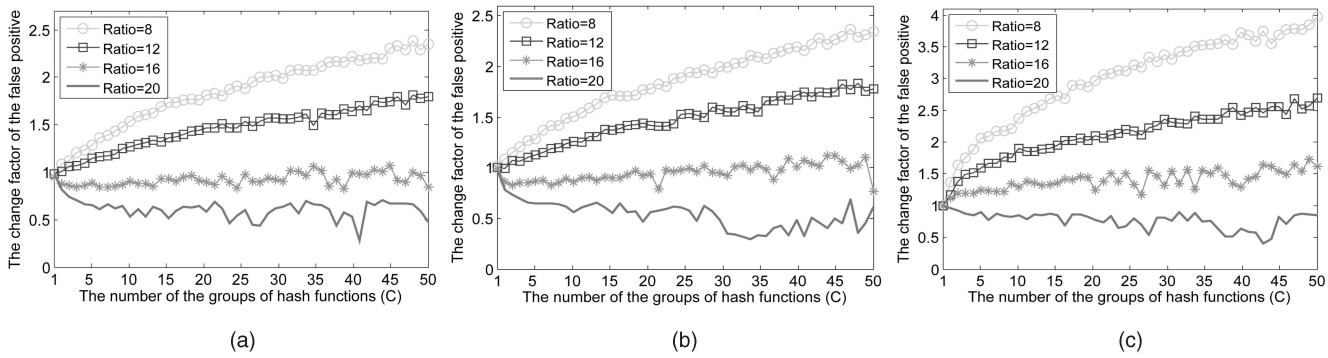 The change factor of the false positive
2.5
2
1.5
1
0.5
0
Ratio=8
Ratio=12
Ratio=16
Ratio=20
1 5 10 15 20 25 30 35 40 45 50
The number of the groups of hash functions (C)
(a)
The change factor of the false positive
2.5
2
1.5
1
0.5
0
Ratio=8
Ratio=12
Ratio=16
Ratio=20
1 5 10 15 20 25 30 35 40 45 50
The number of the groups of hash functions (C)
(b)
The change factor of the false positive
4
3.5
3
2.5
2
1.5
1
0.5
0
Ratio=8
Ratio=12
Ratio=16
Ratio=20
1 5 10 15 20 25 30 35 40 45 50
The number of the groups of hash functions (C)
(c)